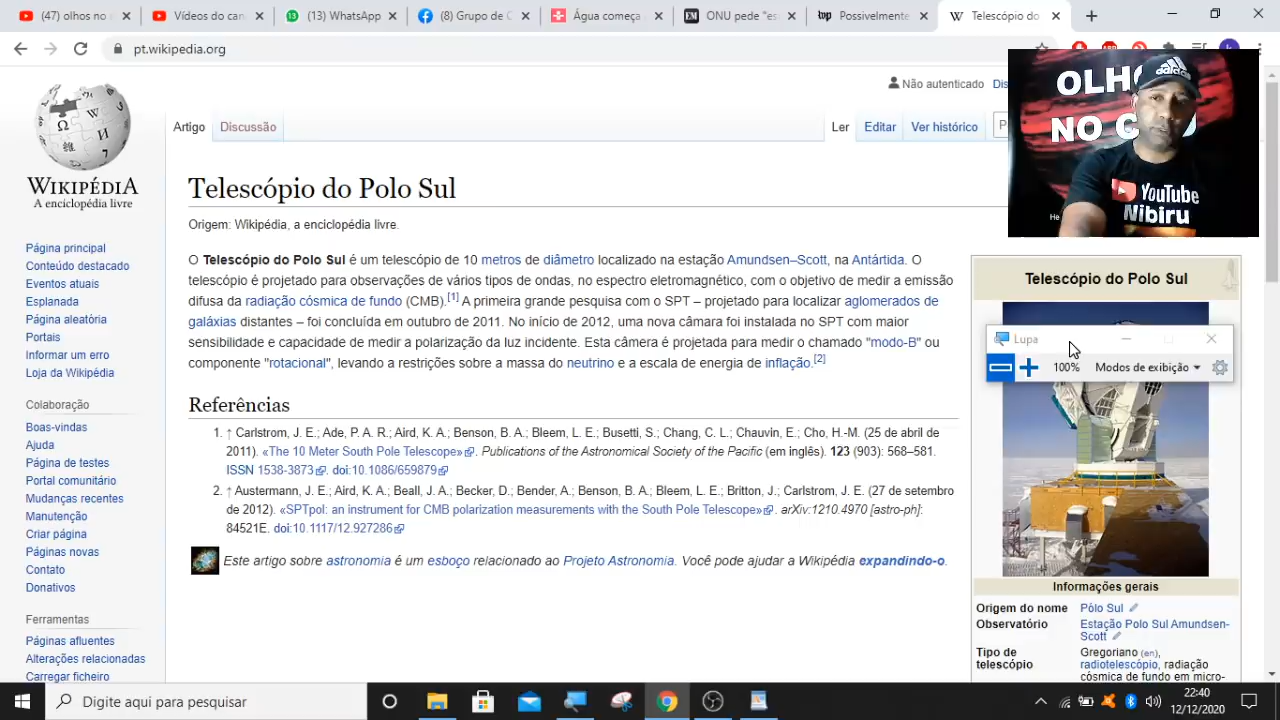 (47) olhos n
Vídeos do can
(13) WhatsApp
(8) Grupo de C
Água começa
ONU pede "es
Possivelmente
Telescópio do
pt.wikipedia.org
Não autenticado
OLH
NO C
YouTube
Nibiru
He
adidas
WIKIPÉDIA
A enciclopédia livre
Artigo
Discussão
Ler
Editar
Ver histórico
Telescópio do Polo Sul
Origem: Wikipédia, a enciclopédia livre.
O Telescópio do Polo Sul é um telescópio de 10 metros de diâmetro localizado na estação Amundsen–Scott, na Antártida. O
telescópio é projetado para observações de vários tipos de ondas, no espectro eletromagnético, com o objetivo de medir a emissão
difusa da radiação cósmica de fundo (CMB).[1] A primeira grande pesquisa com o SPT – projetado para localizar aglomerados de
galáxias distantes – foi concluída em outubro de 2011. No início de 2012, uma nova câmara foi instalada no SPT com maior
sensibilidade e capacidade de medir a polarização da luz incidente. Esta câmera é projetada para medir o chamado "modo-B" ou
componente "rotacional", levando a restrições sobre a massa do neutrino e a escala de energia de inflação.[2]
Referências
1. ↑ Carlstrom, J. E.; Ade, P. A. R.; Aird, K. A.; Benson, B. A.; Bleem, L. E.; Busetti, S.; Chang, C. L.; Chauvin, E.; Cho, H.-M. (25 de abril de
2011). «The 10 Meter South Pole Telescope». Publications of the Astronomical Society of the Pacific (em inglês). 123 (903): 568–581.
ISSN 1538-3873. doi:10.1086/659879
2. ↑ Austermann, J. E.; Aird, K. A.; Beall, J. A.; Becker, D.; Bender, A.; Benson, B. A.; Bleem, L. E.; Britton, J.; Carlstrom, J. E. (27 de setembro
de 2012). «SPTpol: an instrument for CMB polarization measurements with the South Pole Telescope». arXiv:1210.4970 [astro-ph]:
84521E. doi:10.1117/12.927286
Este artigo sobre astronomia é um esboço relacionado ao Projeto Astronomia. Você pode ajudar a Wikipédia expandindo-o.
Página principal
Conteúdo destacado
Eventos atuais
Esplanada
Página aleatória
Portais
Informar um erro
Loja da Wikipédia
Colaboração
Boas-vindas
Ajuda
Página de testes
Portal comunitário
Mudanças recentes
Manutenção
Criar página
Páginas novas
Contato
Donativos
Ferramentas
Páginas afluentes
Alterações relacionadas
Carregar ficheiro
Telescópio do Polo Sul
Lupa
100%
Modos de exibição
Informações gerais
Origem do nome Pólo Sul
Observatório Estação Polo Sul Amundsen-
Scott
Tipo de Gregoriano (en),
telescópio radiotelescópio, radiação
cósmica de fundo em micro-
Digite aqui para pesquisar
22:40
12/12/2020